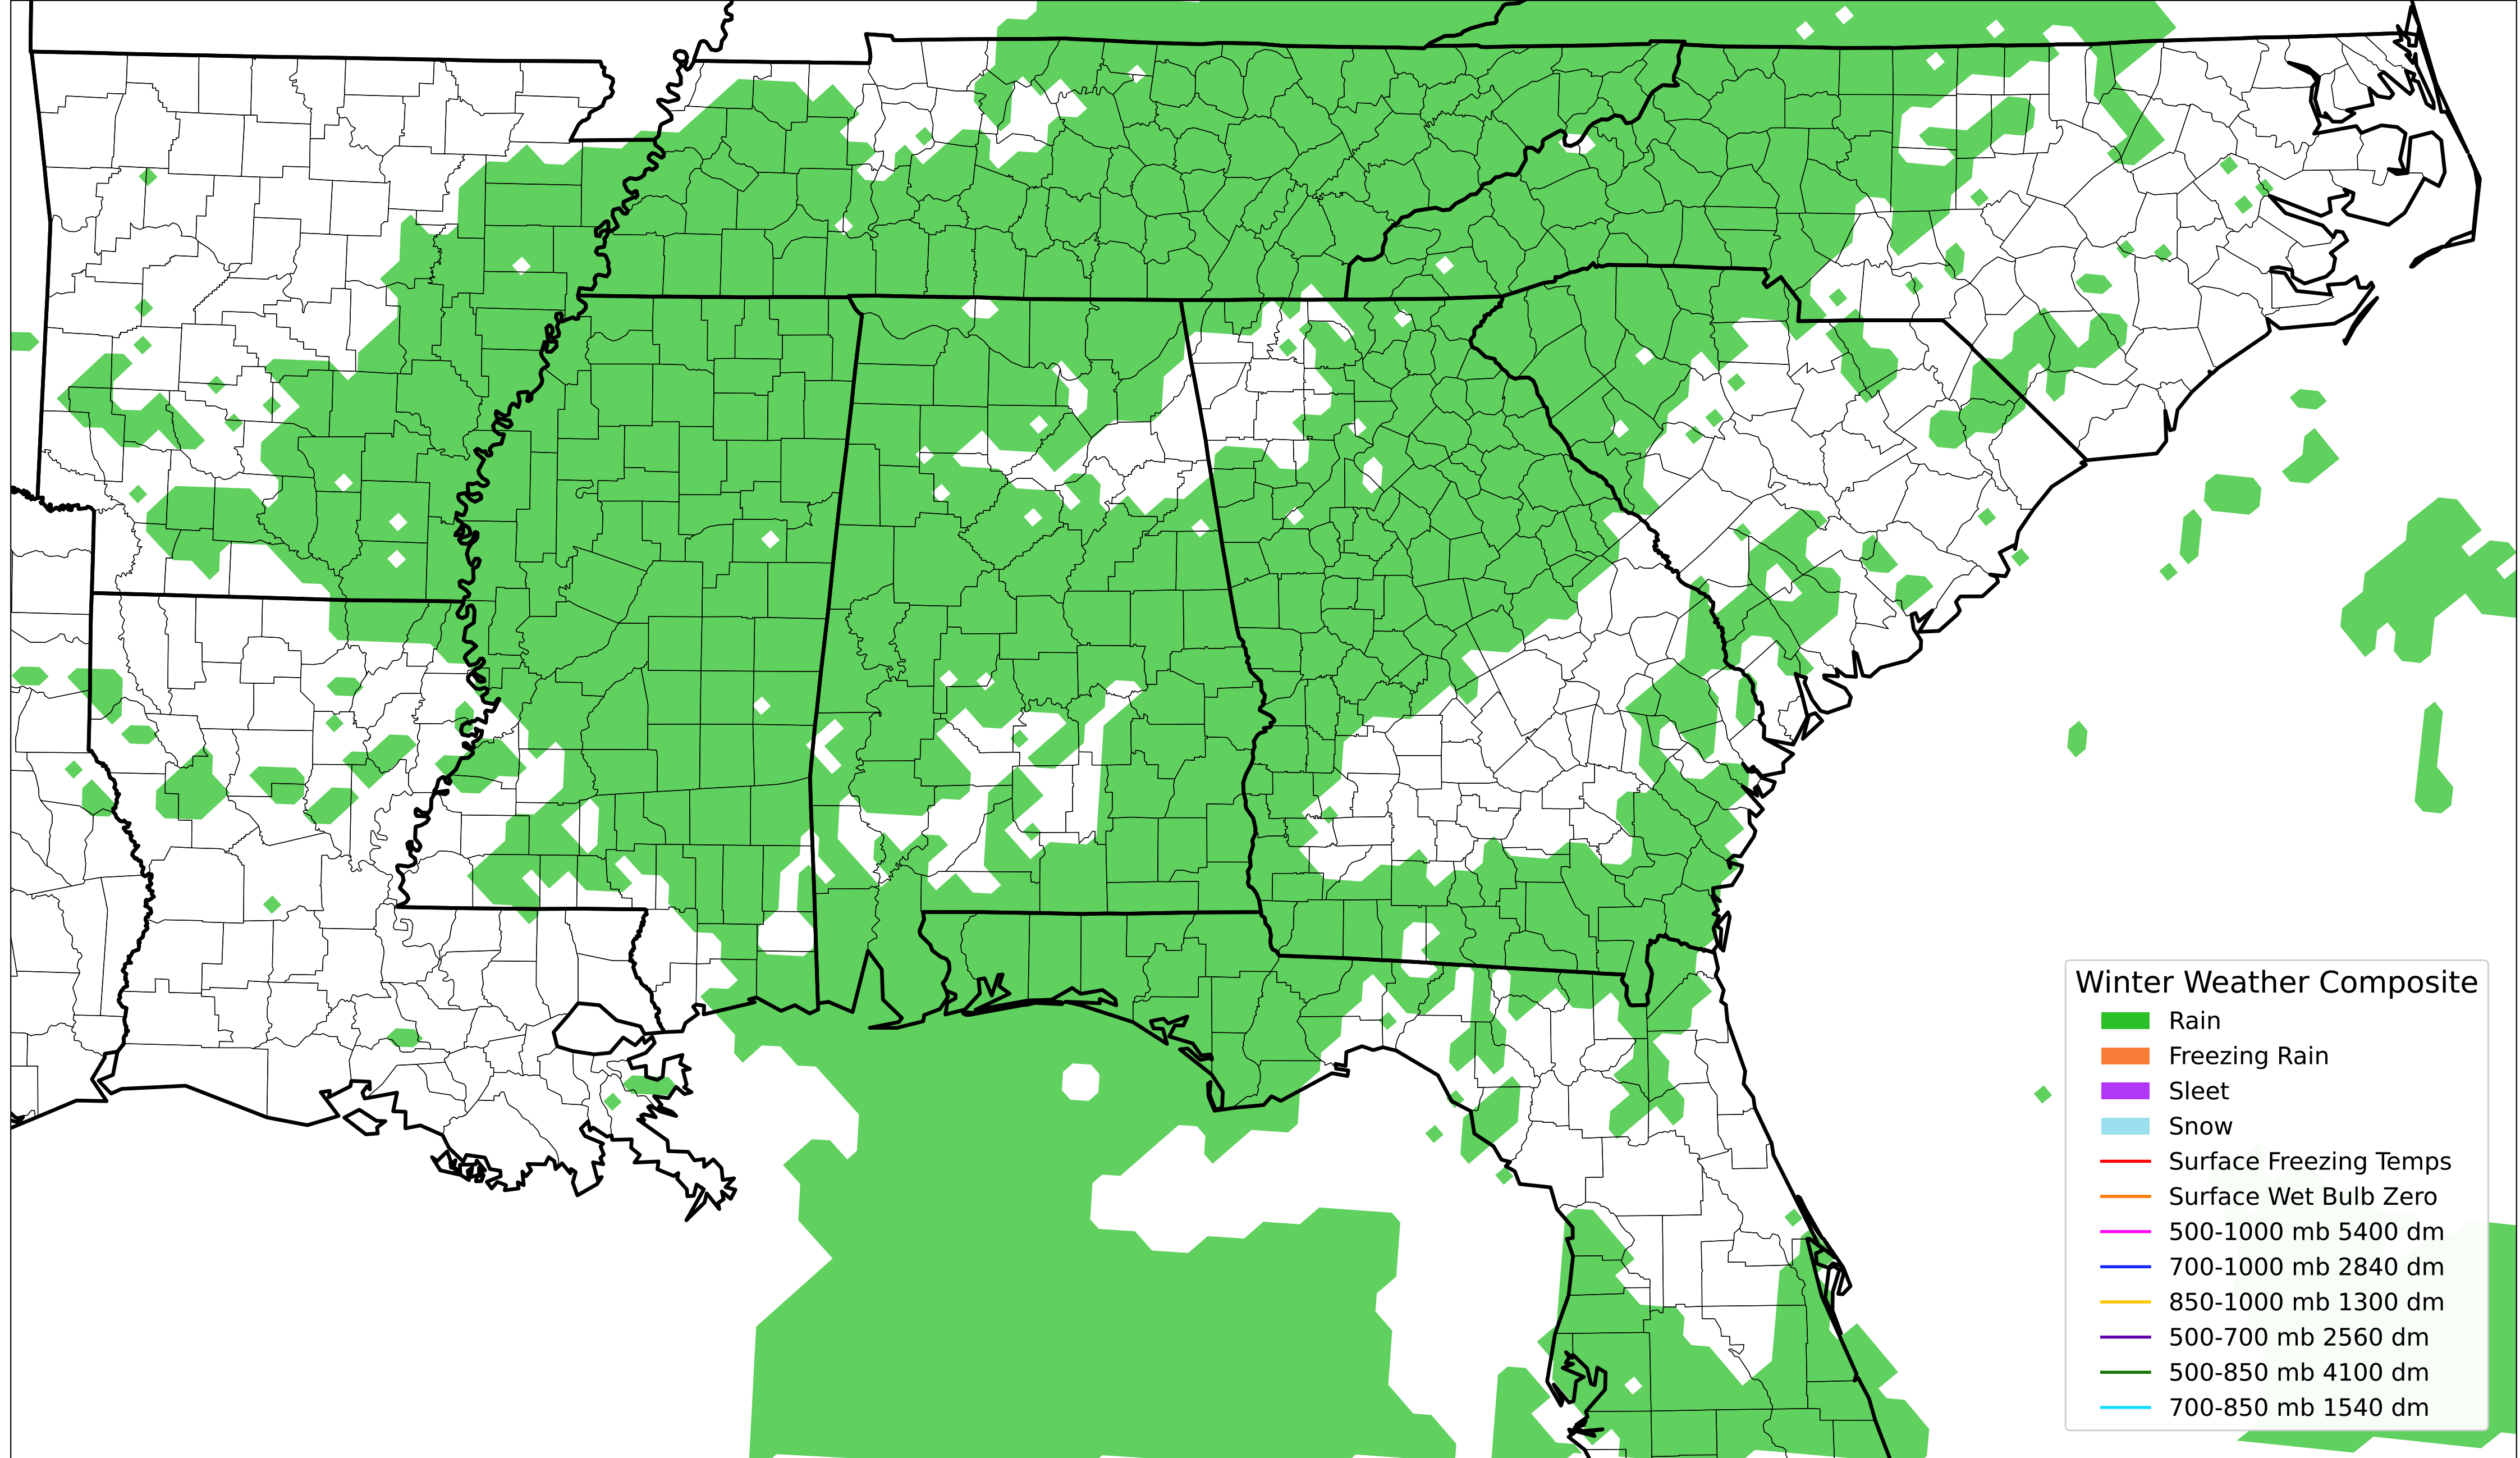 Winter Weather Composite
Rain
Freezing Rain
Sleet
Snow
Surface Freezing Temps
Surface Wet Bulb Zero
500-1000 mb 5400 dm
700-1000 mb 2840 dm
850-1000 mb 1300 dm
500-700 mb 2560 dm
500-850 mb 4100 dm
700-850 mb 1540 dm